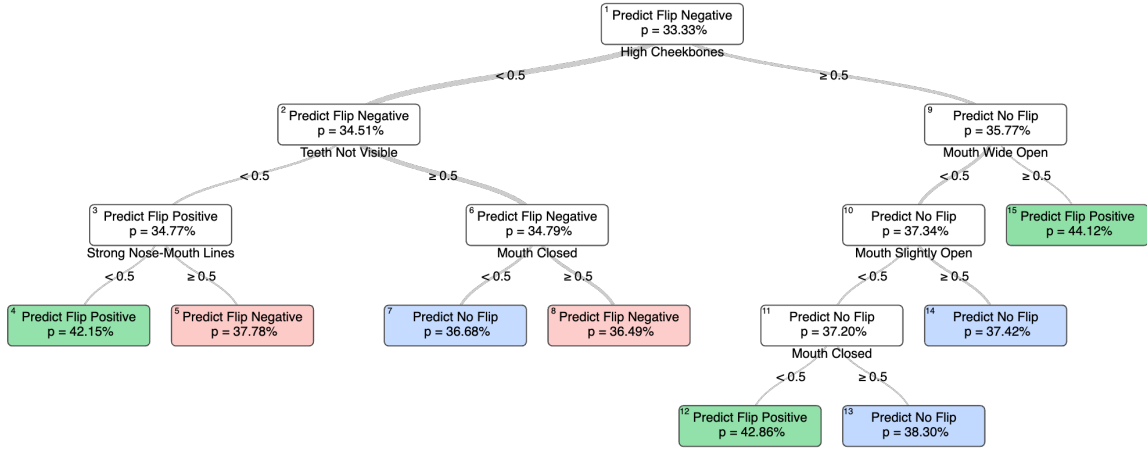 1 Predict Flip Negative
p = 33.33%
High Cheekbones
< 0.5
≥ 0.5
2 Predict Flip Negative
p = 34.51%
Teeth Not Visible
9 Predict No Flip
p = 35.77%
Mouth Wide Open
< 0.5
≥ 0.5
< 0.5
≥ 0.5
3 Predict Flip Positive
p = 34.77%
Strong Nose-Mouth Lines
6 Predict Flip Negative
p = 34.79%
Mouth Closed
10 Predict No Flip
p = 37.34%
Mouth Slightly Open
15 Predict Flip Positive
p = 44.12%
< 0.5
≥ 0.5
< 0.5
≥ 0.5
< 0.5
≥ 0.5
4 Predict Flip Positive
p = 42.15%
5 Predict Flip Negative
p = 37.78%
7 Predict No Flip
p = 36.68%
8 Predict Flip Negative
p = 36.49%
11 Predict No Flip
p = 37.20%
Mouth Closed
14 Predict No Flip
p = 37.42%
< 0.5
≥ 0.5
12 Predict Flip Positive
p = 42.86%
13 Predict No Flip
p = 38.30%